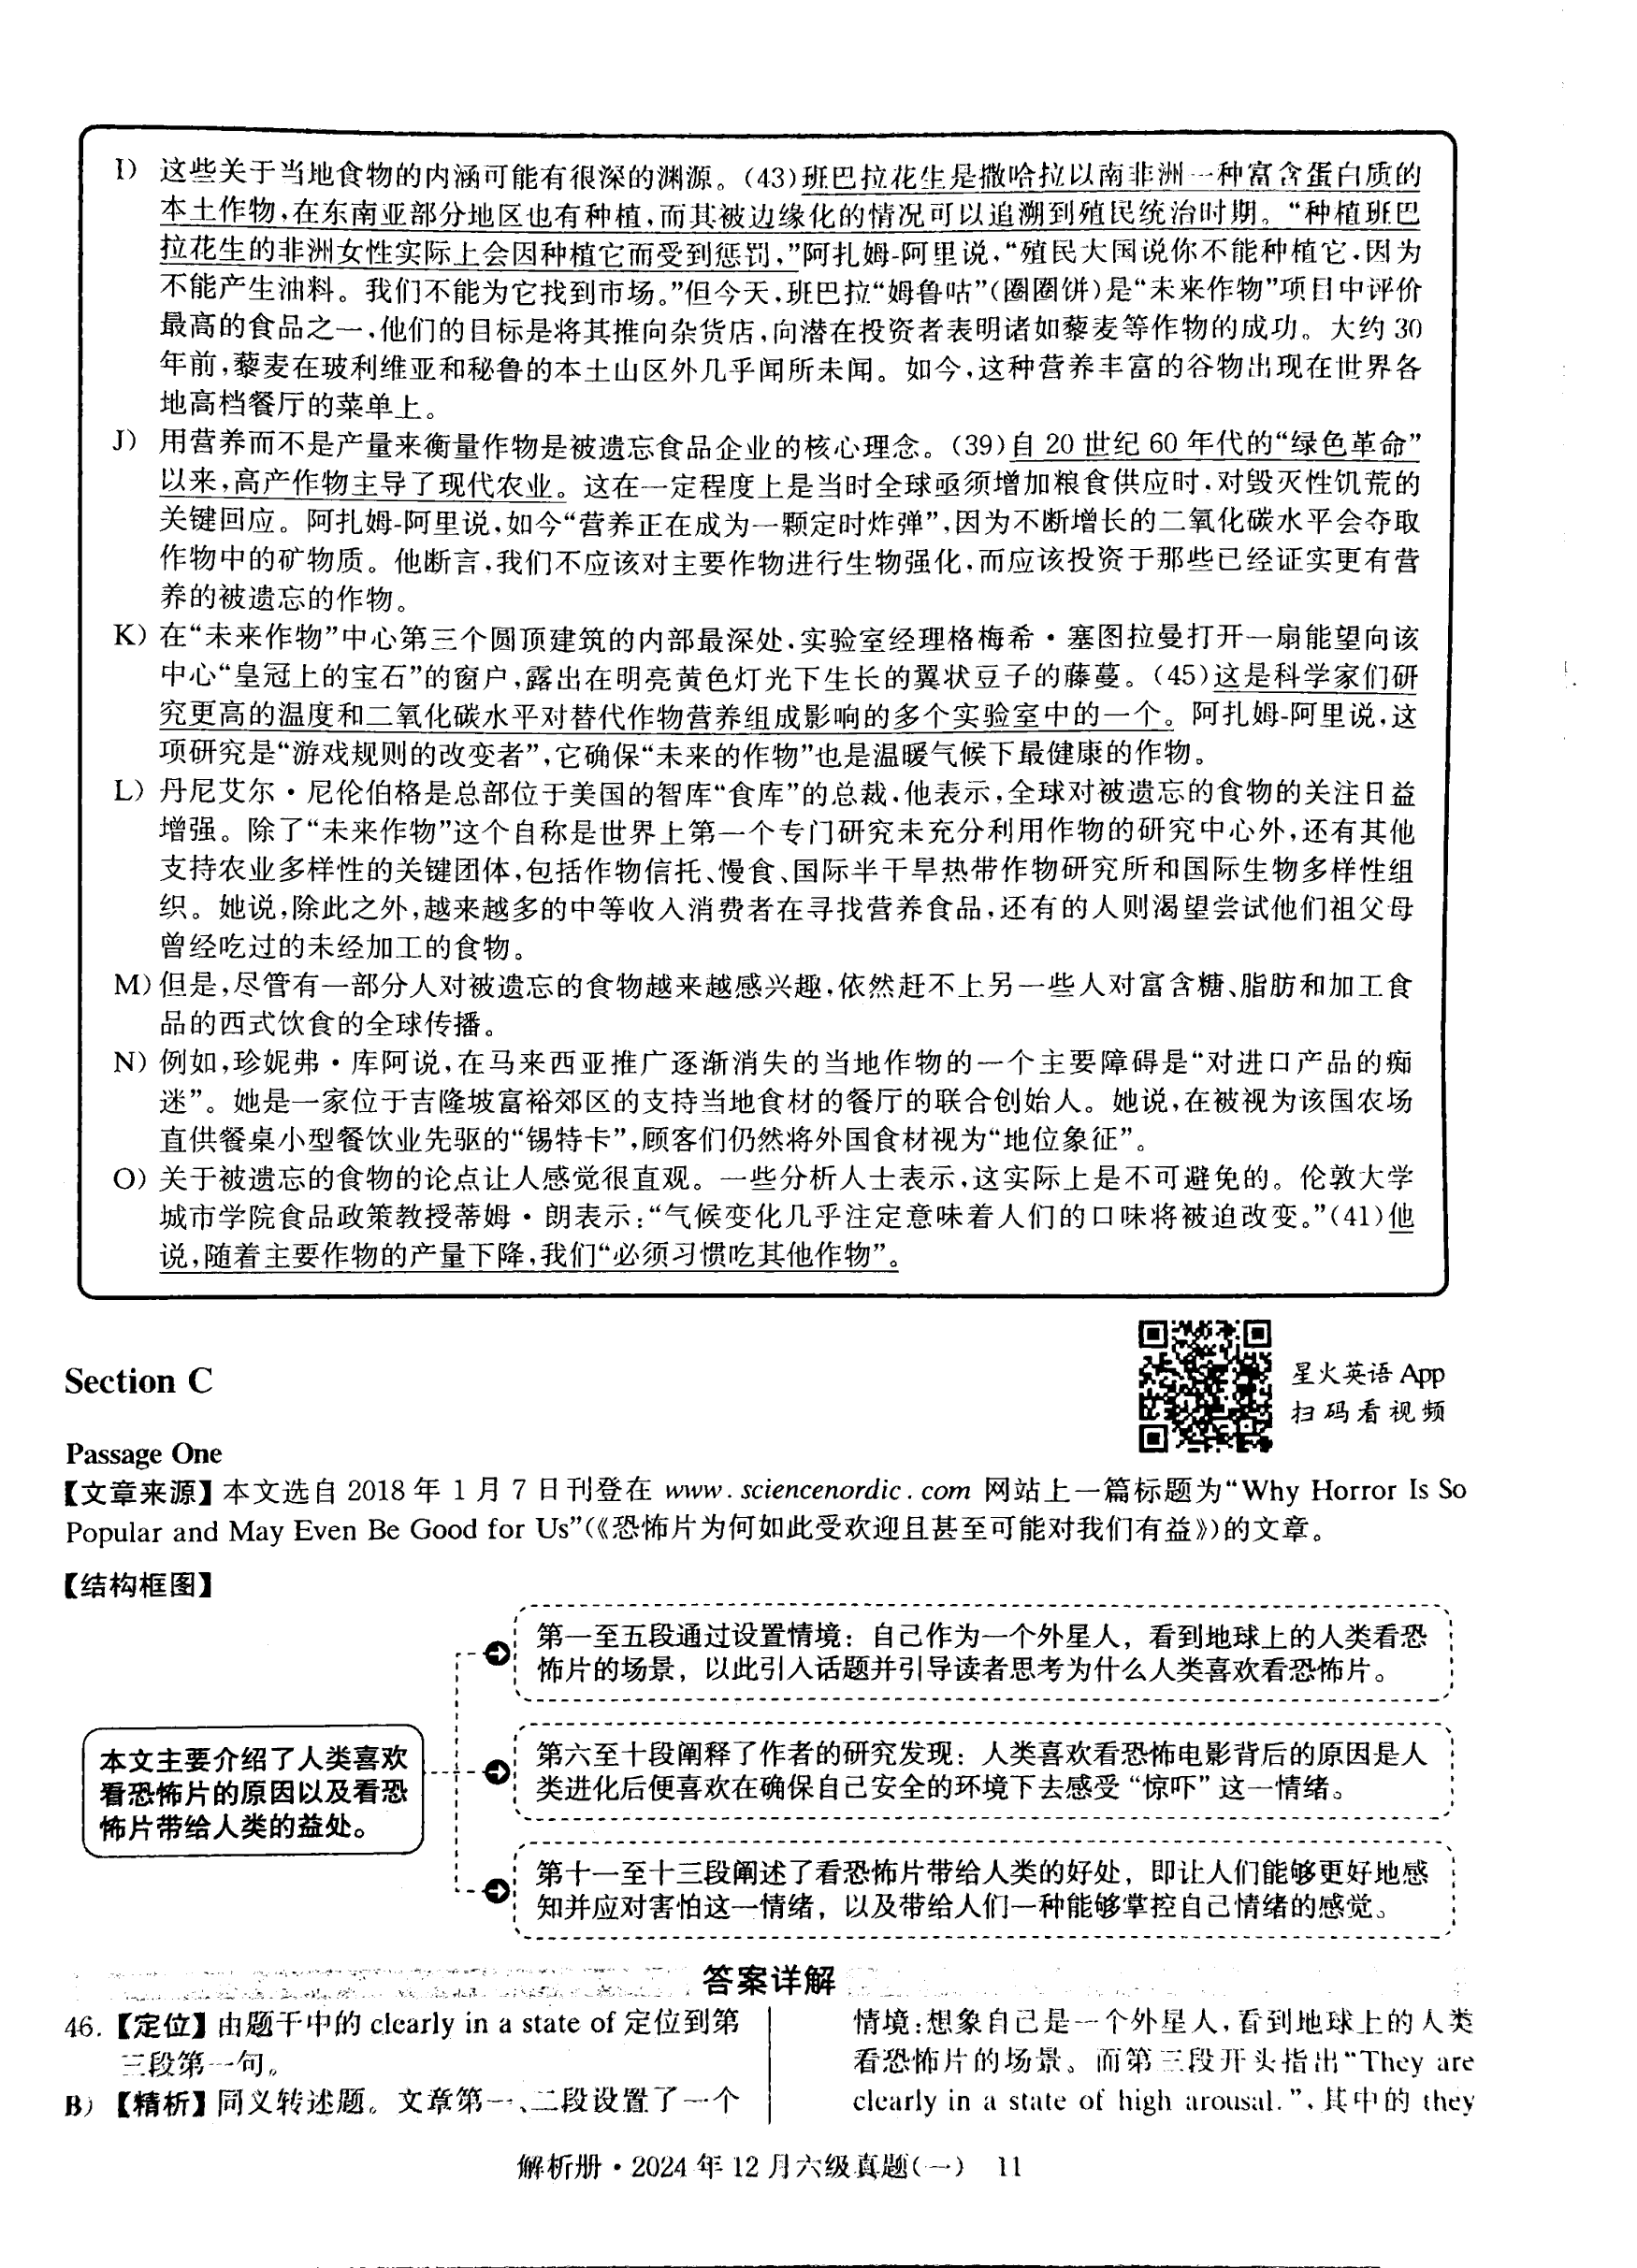 I) 这些关于当地食物的内涵可能有很深的渊源。(43)班巴拉花生是撒哈拉以南非洲一种富含蛋白质的
本土作物,在东南亚部分地区也有种植,而其被边缘化的情况可以追溯到殖民统治时期。“种植班巴
拉花生的非洲女性实际上会因种植它而受到惩罚,”阿扎姆-阿里说,“殖民大国说你不能种植它,因为
不能产生油料。我们不能为它找到市场。”但今天,班巴拉“姆鲁咕”(圈圈饼)是“未来作物”项目中评价
最高的食品之一,他们的目标是将其推向杂货店,向潜在投资者表明诸如藜麦等作物的成功。大约 30
年前,藜麦在玻利维亚和秘鲁的本土山区外几乎闻所未闻。如今,这种营养丰富的谷物出现在世界各
地高档餐厅的菜单上。
J) 用营养而不是产量来衡量作物是被遗忘食品企业的核心理念。(39)自 20 世纪 60 年代的“绿色革命”
以来,高产作物主导了现代农业。这在一定程度上是当时全球亟须增加粮食供应时,对毁灭性饥荒的
关键回应。阿扎姆-阿里说,如今“营养正在成为一颗定时炸弹”,因为不断增长的二氧化碳水平会夺取
作物中的矿物质。他断言,我们不应该对主要作物进行生物强化,而应该投资于那些已经证实更有营
养的被遗忘的作物。
K) 在“未来作物”中心第三个圆顶建筑的内部最深处,实验室经理格梅希·塞图拉曼打开一扇能望向该
中心“皇冠上的宝石”的窗户,露出在明亮黄色灯光下生长的翼状豆子的藤蔓。(45)这是科学家们研
究更高的温度和二氧化碳水平对替代作物营养组成影响的多个实验室中的一个。阿扎姆-阿里说,这
项研究是“游戏规则的改变者”,它确保“未来的作物”也是温暖气候下最健康的作物。
L) 丹尼艾尔·尼伦伯格是总部位于美国的智库“食库”的总裁,他表示,全球对被遗忘的食物的关注日益
增强。除了“未来作物”这个自称是世界上第一个专门研究未充分利用作物的研究中心外,还有其他
支持农业多样性的关键团体,包括作物信托、慢食、国际半干旱热带作物研究所和国际生物多样性组
织。她说,除此之外,越来越多的中等收入消费者在寻找营养食品,还有的人则渴望尝试他们祖父母
曾经吃过的未经加工的食物。
M) 但是,尽管有一部分人对被遗忘的食物越来越感兴趣,依然赶不上另一些人对富含糖、脂肪和加工食
品的西式饮食的全球传播。
N) 例如,珍妮弗·库阿说,在马来西亚推广逐渐消失的当地作物的一个主要障碍是“对进口产品的痴
迷”。她是一家位于吉隆坡富裕郊区的支持当地食材的餐厅的联合创始人。她说,在被视为该国农场
直供餐桌小型餐饮业先驱的“锡特卡”,顾客们仍然将外国食材视为“地位象征”。
O) 关于被遗忘的食物的论点让人感觉很直观。一些分析人士表示,这实际上是不可避免的。伦敦大学
城市学院食品政策教授蒂姆·朗表示:“气候变化几乎注定意味着人们的口味将被迫改变。”(41)他
说,随着主要作物的产量下降,我们“必须习惯吃其他作物”。
Section C
星火英语 App
扫码看视频
Passage One
【文章来源】本文选自 2018 年 1 月 7 日刊登在 www.sciencenordic.com 网站上一篇标题为“Why Horror Is So
Popular and May Even Be Good for Us”(《恐怖片为何如此受欢迎且甚至可能对我们有益》)的文章。
【结构框图】
第一至五段通过设置情境：自己作为一个外星人，看到地球上的人类看恐
怖片的场景，以此引入话题并引导读者思考为什么人类喜欢看恐怖片。
本文主要介绍了人类喜欢
看恐怖片的原因以及看恐
怖片带给人类的益处。
第六至十段阐释了作者的研究发现：人类喜欢看恐怖电影背后的原因是人
类进化后便喜欢在确保自己安全的环境下去感受“惊吓”这一情绪。
第十一至十三段阐述了看恐怖片带给人类的好处，即让人们能够更好地感
知并应对害怕这一情绪，以及带给人们一种能够掌控自己情绪的感觉。
答案详解
46.【定位】由题干中的 clearly in a state of 定位到第
三段第一句。
B) 【精析】同义转述题。文章第一、二段设置了一个
情境:想象自己是一个外星人,看到地球上的人类
看恐怖片的场景。而第三段开头指出“They are
clearly in a state of high arousal.”,其中的 they
解析册·2024 年 12 月六级真题(一) 11